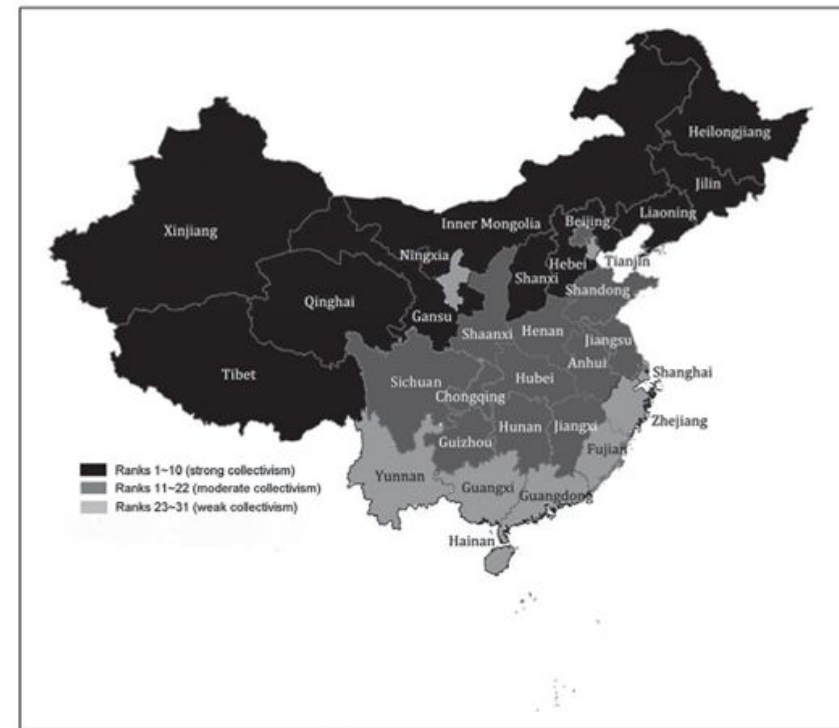 Heilongjiang
Jilin
Liaoning
Xinjiang
Inner Mongolia
Beijing
Ningxia
Tianjin
Hebei
Shanxi
Shandong
Qinghai
Gansu
Shaanxi
Henan
Jiangsu
Anhui
Tibet
Sichuan
Hubei
Shanghai
Chongqing
Zhejiang
Hunan
Jiangxi
Guizhou
Fujian
Yunnan
Guangxi
Guangdong
Hainan
Ranks 1~10 (strong collectivism)
Ranks 11~22 (moderate collectivism)
Ranks 23~31 (weak collectivism)